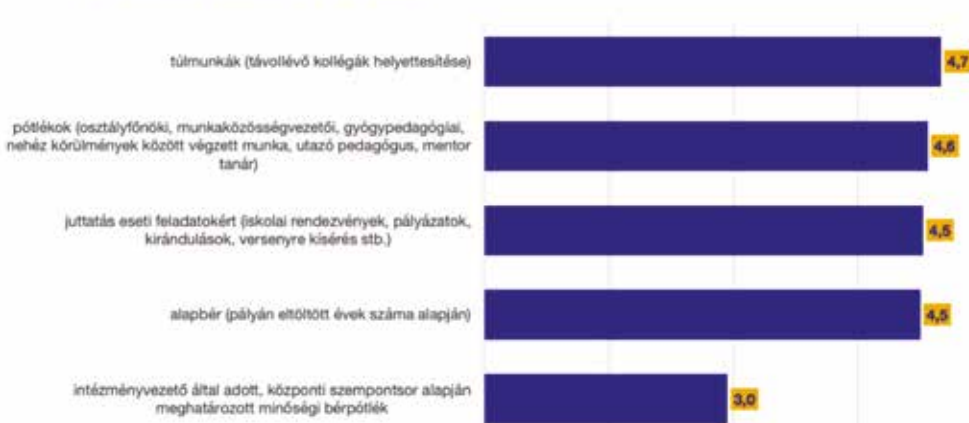 túlmunkák (távollévő kollégák helyettesítése)
4,7
pótlékok (osztályfőnöki, munkaközösségvezetői, gyógypedagógiai,
nehéz körülmények között végzett munka, utazó pedagógus, mentor
tanár)
4,6
juttatás eseti feladatokért (iskolai rendezvények, pályázatok,
kirándulások, versenyre kísérés stb.)
4,5
alapbér (pályán eltöltött évek száma alapján)
4,5
intézményvezető által adott, központi szempontsor alapján
meghatározott minőségi bérpótlék
3,0